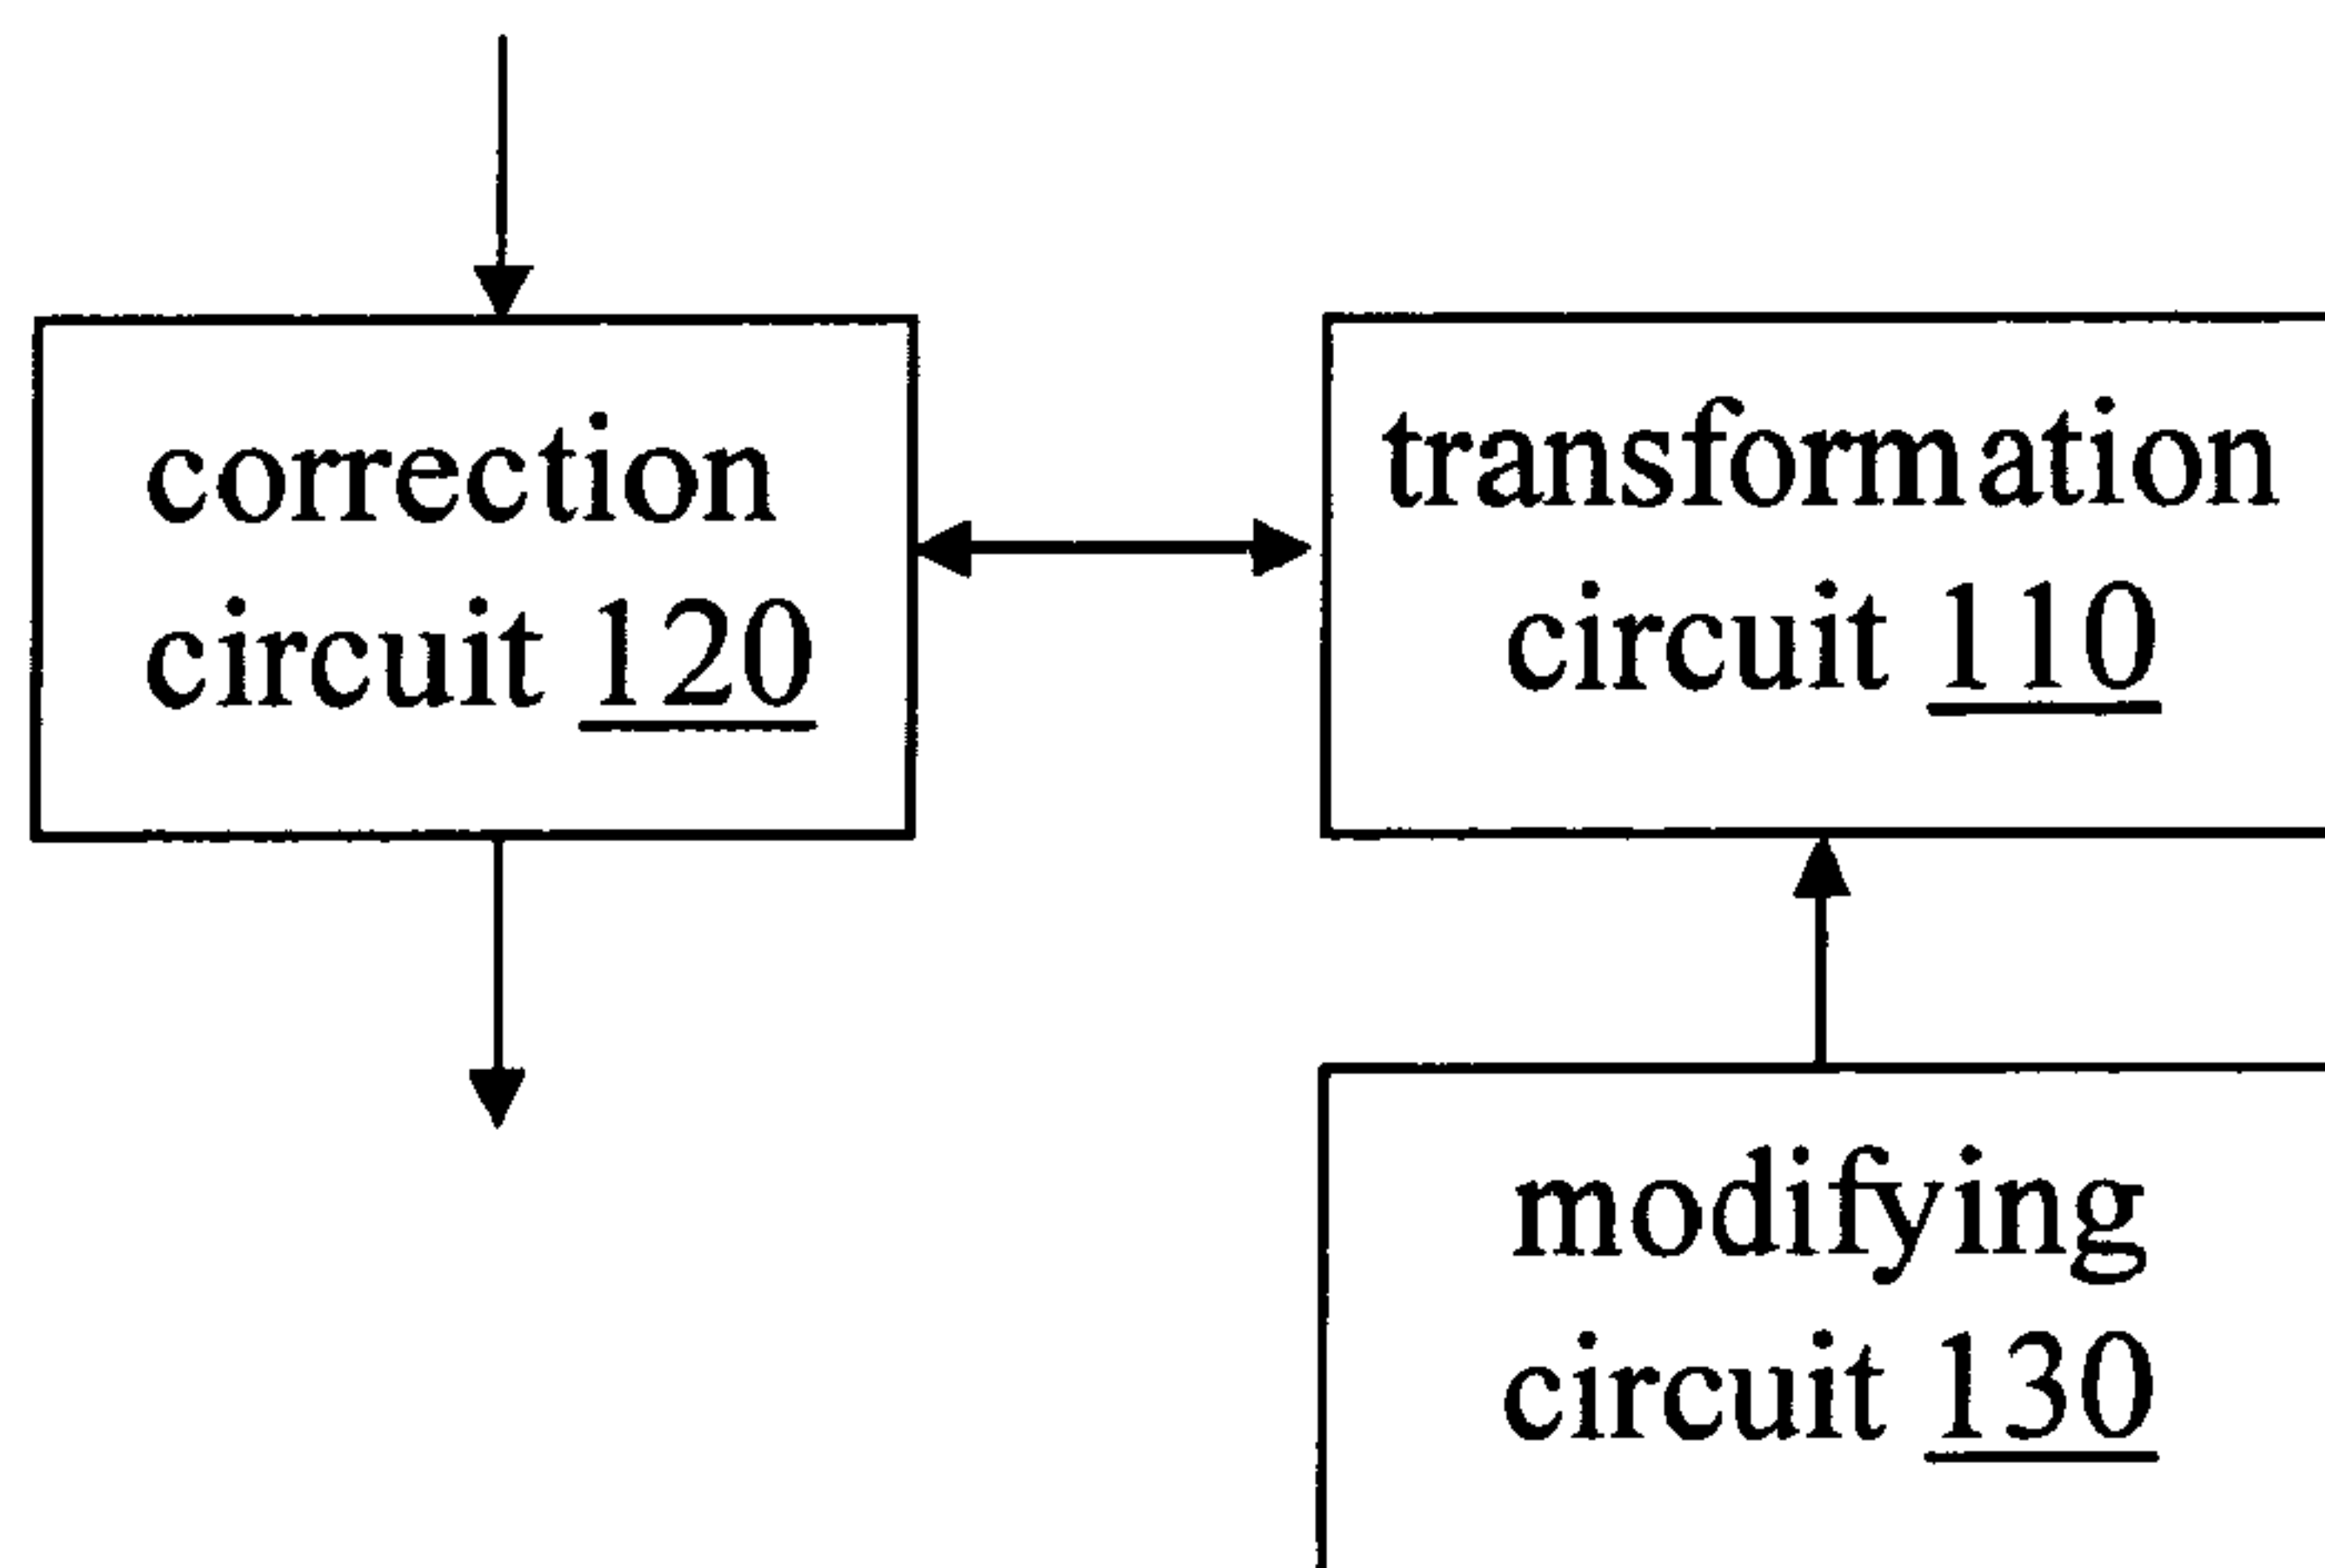 correction
circuit 120
transformation
circuit 110
modifying
circuit 130